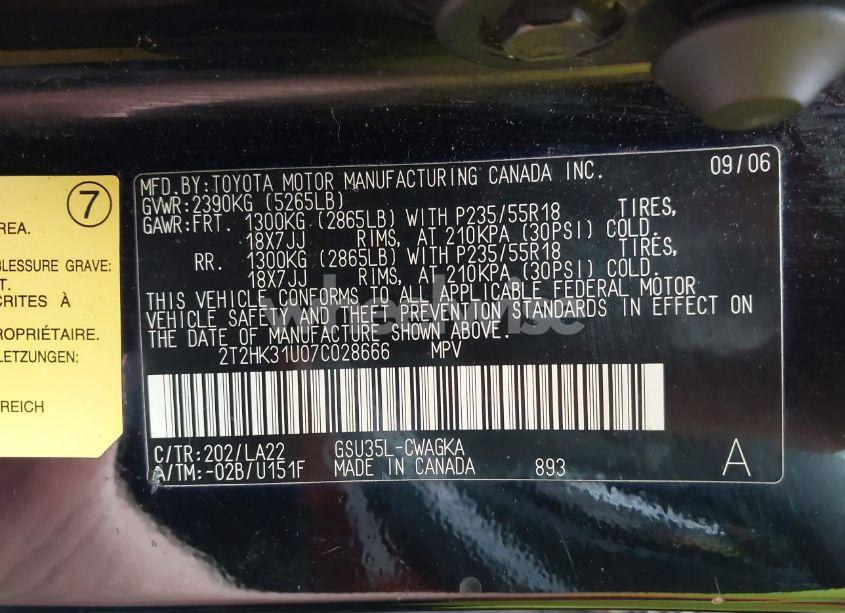 7
REA.
BLESSURE GRAVE:
T.
CRITES À
ROPRIÉTAIRE.
LETZUNGEN:
REICH
MFD.BY:TOYOTA MOTOR MANUFACTURING CANADA INC. 09/06
GVWR:2390KG (5265LB)
GAWR:FRT. 1300KG (2865LB) WITH P235/55R18 TIRES,
18X7JJ RIMS, AT 210KPA (30PSI) COLD.
RR. 1300KG (2865LB) WITH P235/55R18 TIRES,
18X7JJ RIMS, AT 210KPA (30PSI) COLD.
THIS VEHICLE CONFORMS TO ALL APPLICABLE FEDERAL MOTOR
VEHICLE SAFETY AND THEFT PREVENTION STANDARDS IN EFFECT ON
THE DATE OF MANUFACTURE SHOWN ABOVE.
2T2HK31U07C028666 MPV
C/TR:202/LA22 GSU35L-CWAGKA
A/TM:-02B/U151F MADE IN CANADA 893 A